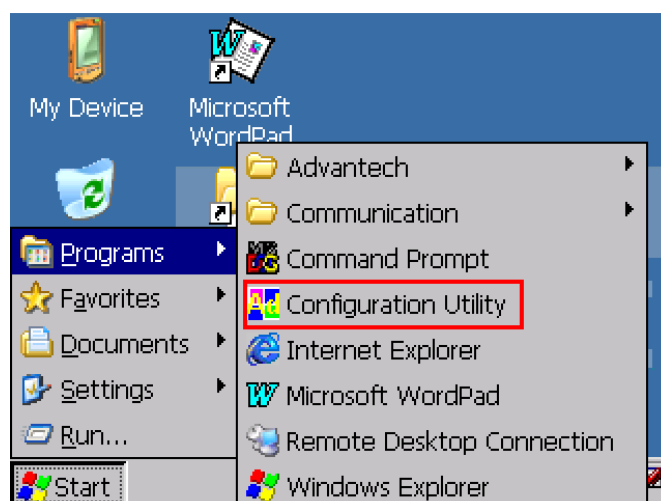 My Device
Microsoft
WordPad
Advantech
Communication
Command Prompt
Configuration Utility
Internet Explorer
Microsoft WordPad
Remote Desktop Connection
Windows Explorer
Programs
Favorites
Documents
Settings
Run...
Start